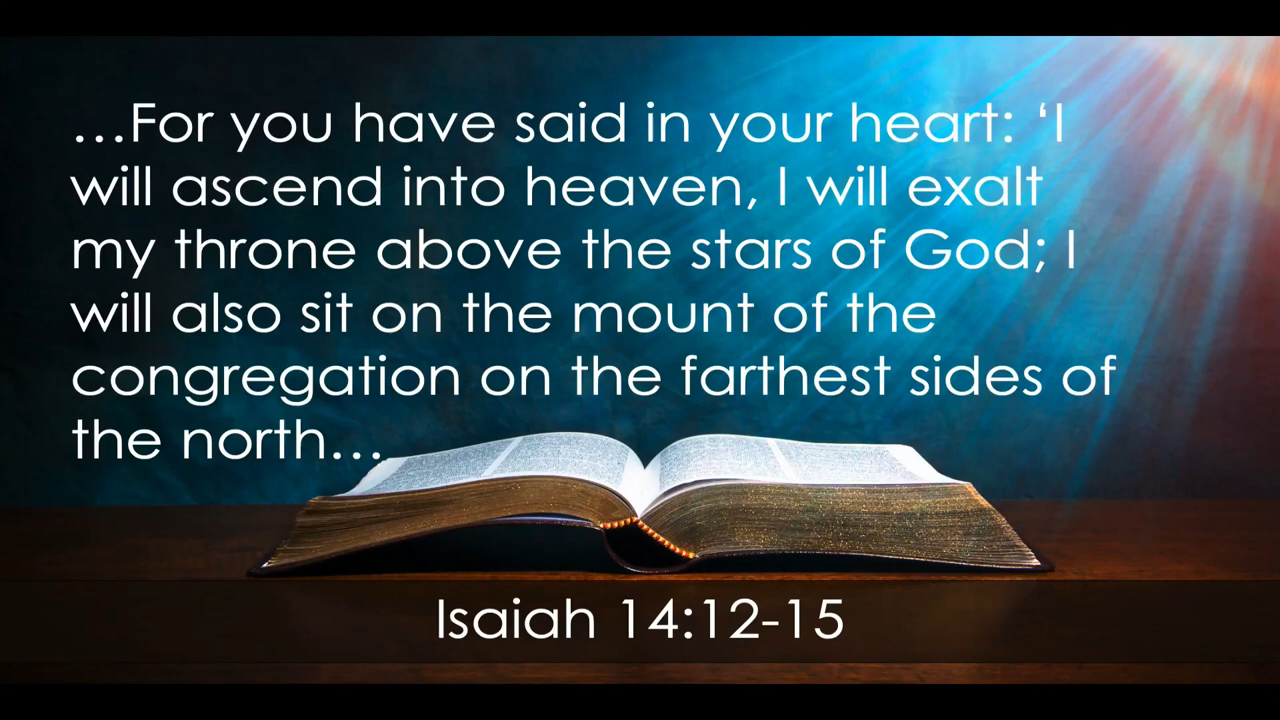 …For you have said in your heart: ‘I
will ascend into heaven, I will exalt
my throne above the stars of God; I
will also sit on the mount of the
congregation on the farthest sides of
the north…
Isaiah 14:12-15